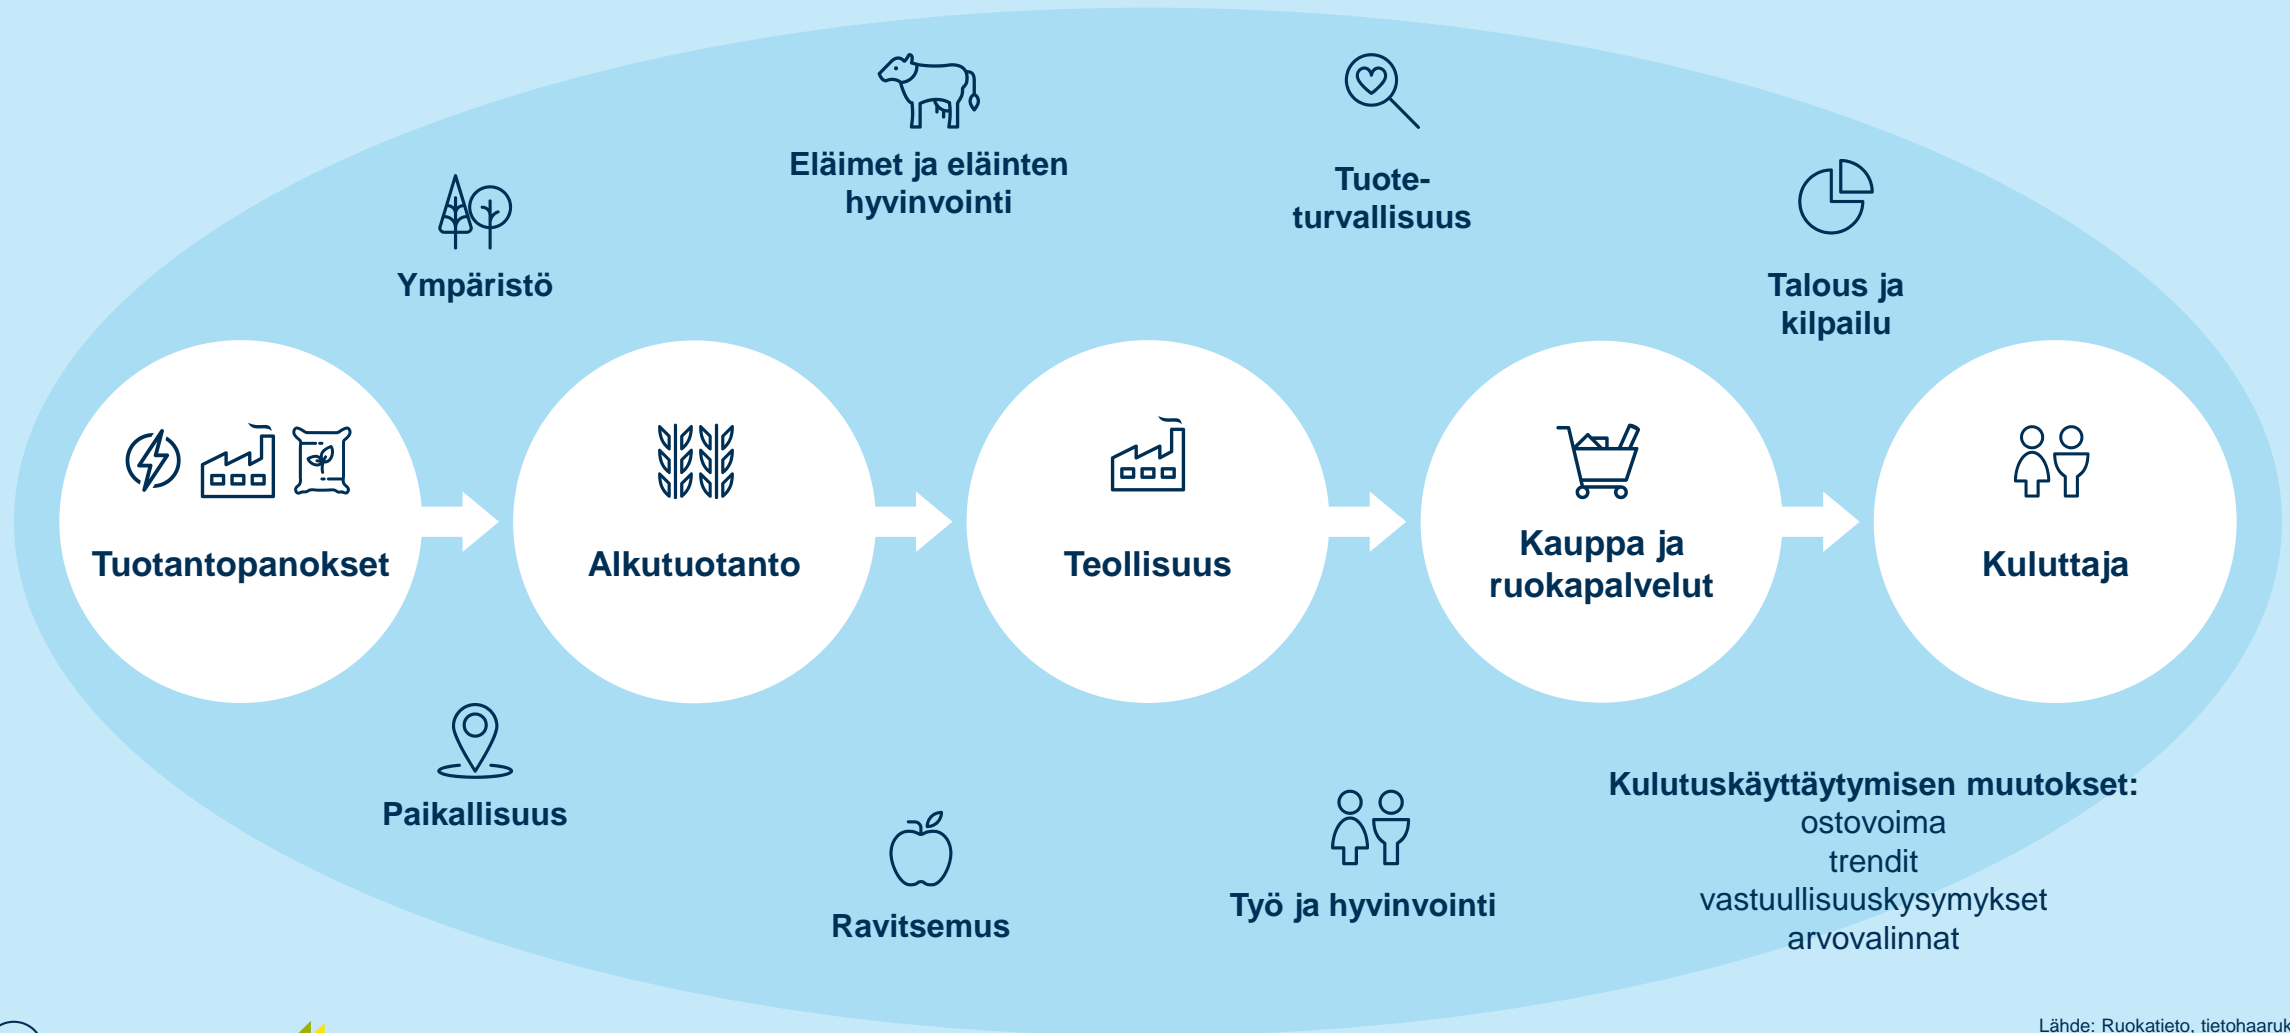 Eläimet ja eläinten
hyvinvointi
Tuote-
turvallisuus
Ympäristö
Talous ja
kilpailu
Tuotantopanokset
Alkutuotanto
Teollisuus
Kauppa ja
ruokapalvelut
Kuluttaja
Paikallisuus
Ravitsemus
Työ ja hyvinvointi
Kulutuskäyttäytymisen muutokset:
ostovoima
trendit
vastuullisuuskysymykset
arvovalinnat
Lähde: Ruokatieto, tietohaaruk